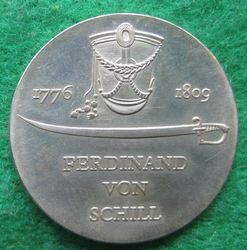 1776 1809
FERDINAND
VON
SCHILL